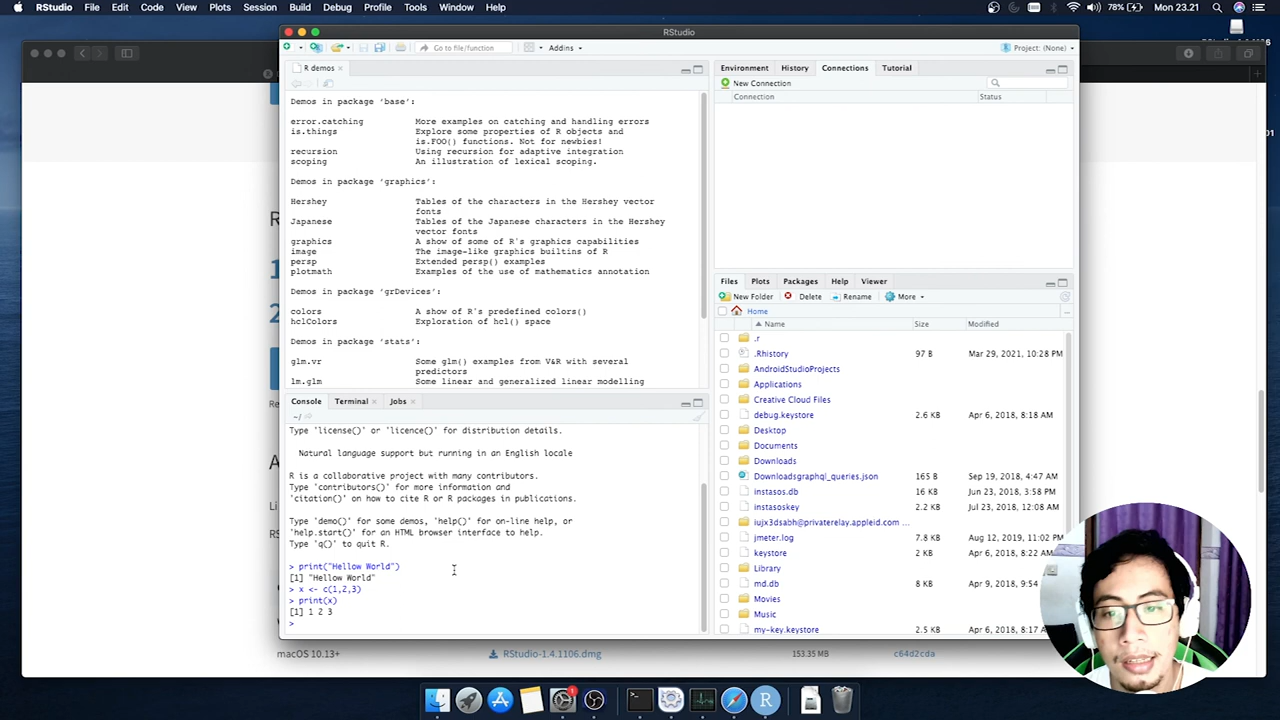 RStudio File Edit Code View Plots Session Build Debug Profile Tools Window Help
78% Mon 23.21
RStudio
Go to file/function
Addins
Project: (None)
R demos
Demos in package 'base':
error.catching More examples on catching and handling errors
is.things Explore some properties of R objects and
is.FOO() functions. Not for newbies!
recursion Using recursion for adaptive integration
scoping An illustration of lexical scoping.
Demos in package 'graphics':
Hershey Tables of the characters in the Hershey vector
fonts
Japanese Tables of the Japanese characters in the Hershey
vector fonts
graphics A show of some of R's graphics capabilities
image The image-like graphics builtins of R
persp Extended persp() examples
plotmath Examples of the use of mathematics annotation
Demos in package 'grDevices':
colors A show of R's predefined colors()
hclColors Exploration of hcl() space
Demos in package 'stats':
glm.vr Some glm() examples from V&R with several
predictors
lm.glm Some linear and generalized linear modelling
Console Terminal Jobs
~/
Type 'license()' or 'licence()' for distribution details.
Natural language support but running in an English locale
R is a collaborative project with many contributors.
Type 'contributors()' for more information and
'citation()' on how to cite R or R packages in publications.
Type 'demo()' for some demos, 'help()' for on-line help, or
'help.start()' for an HTML browser interface to help.
Type 'q()' to quit R.
> print("Hellow World")
[1] "Hellow World"
> x <- c(1,2,3)
> print(x)
[1] 1 2 3
>
Environment History Connections Tutorial
New Connection
Connection Status
Files Plots Packages Help Viewer
New Folder Delete Rename More
Home
Name Size Modified
.r
.Rhistory 97 B Mar 29, 2021, 10:28 PM
AndroidStudioProjects
Applications
Creative Cloud Files
debug.keystore 2.6 KB Apr 6, 2018, 8:18 AM
Desktop
Documents
Downloads
Downloadsgraphql_queries.json 165 B Sep 19, 2018, 4:47 AM
instasos.db 16 KB Jun 23, 2018, 3:58 PM
instasoskey 2.2 KB Jul 23, 2018, 12:08 AM
iujx3dsabh@privaterelay.appleid.com ...
jmeter.log 7.8 KB Aug 12, 2019, 11:02 PM
keystore 2 KB Apr 6, 2018, 8:22 AM
Library
md.db 8 KB Apr 9, 2018, 9:54
Movies
Music
my-key.keystore 2.5 KB Apr 6, 2018, 8:17
macOS 10.13+ RStudio-1.4.1106.dmg 153.35 MB c64d2cda